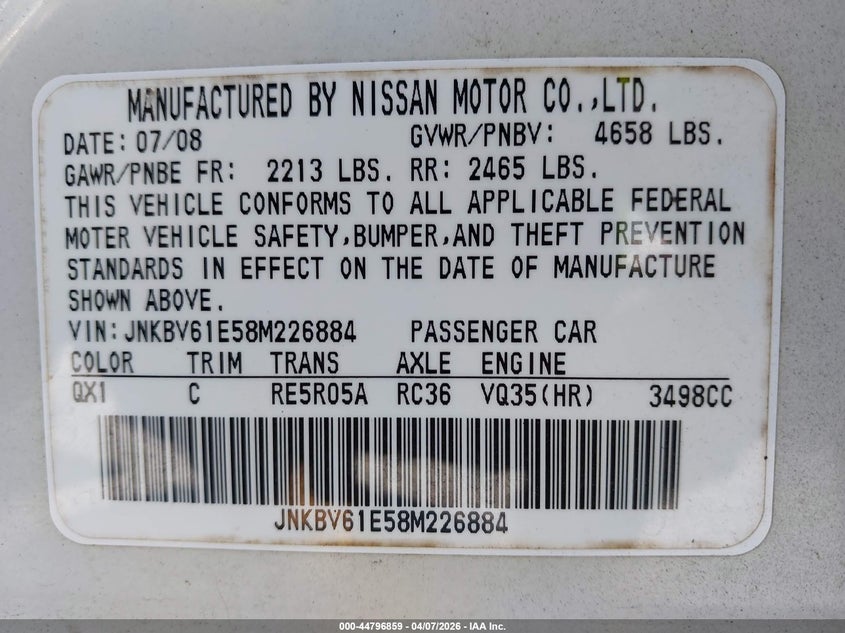 MANUFACTURED BY NISSAN MOTOR CO.,LTD.
DATE: 07/08 GVWR/PNBV: 4658 LBS.
GAWR/PNBE FR: 2213 LBS. RR: 2465 LBS.
THIS VEHICLE CONFORMS TO ALL APPLICABLE FEDERAL
MOTER VEHICLE SAFETY,BUMPER,AND THEFT PREVENTION
STANDARDS IN EFFECT ON THE DATE OF MANUFACTURE
SHOWN ABOVE.
VIN:JNKBV61E58M226884 PASSENGER CAR
COLOR TRIM TRANS AXLE ENGINE
QX1 C RE5R05A RC36 VQ35(HR) 3498CC
JNKBV61E58M226884
000-44796859 - 04/07/2026 - IAA Inc.